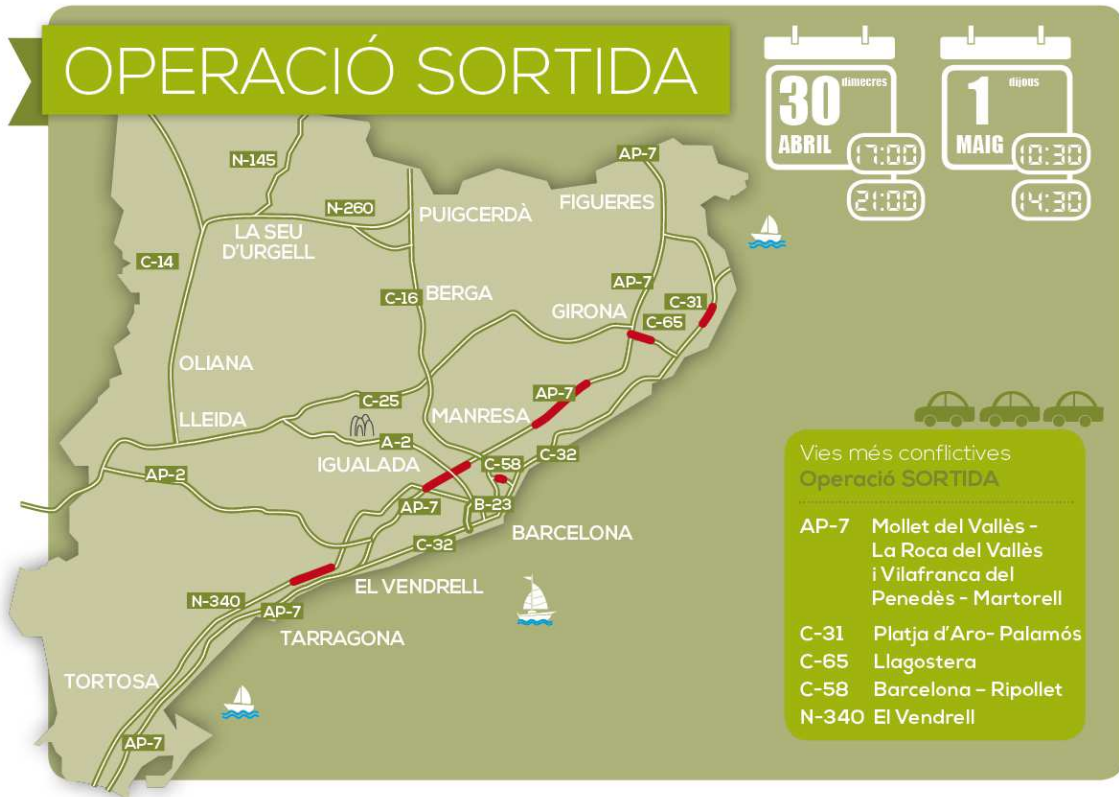 OPERACIÓ SORTIDA
30 dimecres
ABRIL
17:00
21:00
1 dijous
MAIG
10:30
14:30
AP-7
N-145
N-260
PUIGCERDÀ
FIGUERES
LA SEU
D'URGELL
C-14
AP-7
C-16
BERGA
C-31
GIRONA
C-65
OLIANA
AP-7
C-25
MANRESA
LLEIDA
A-2
C-32
IGUALADA
C-58
AP-2
AP-7
B-23
BARCELONA
C-32
EL VENDRELL
N-340
AP-7
TARRAGONA
TORTOSA
AP-7
Vies més conflictives
Operació SORTIDA
AP-7 Mollet del Vallès -
La Roca del Vallès
i Vilafranca del
Penedès - Martorell
C-31 Platja d'Aro- Palamós
C-65 Llagostera
C-58 Barcelona – Ripollet
N-340 El Vendrell